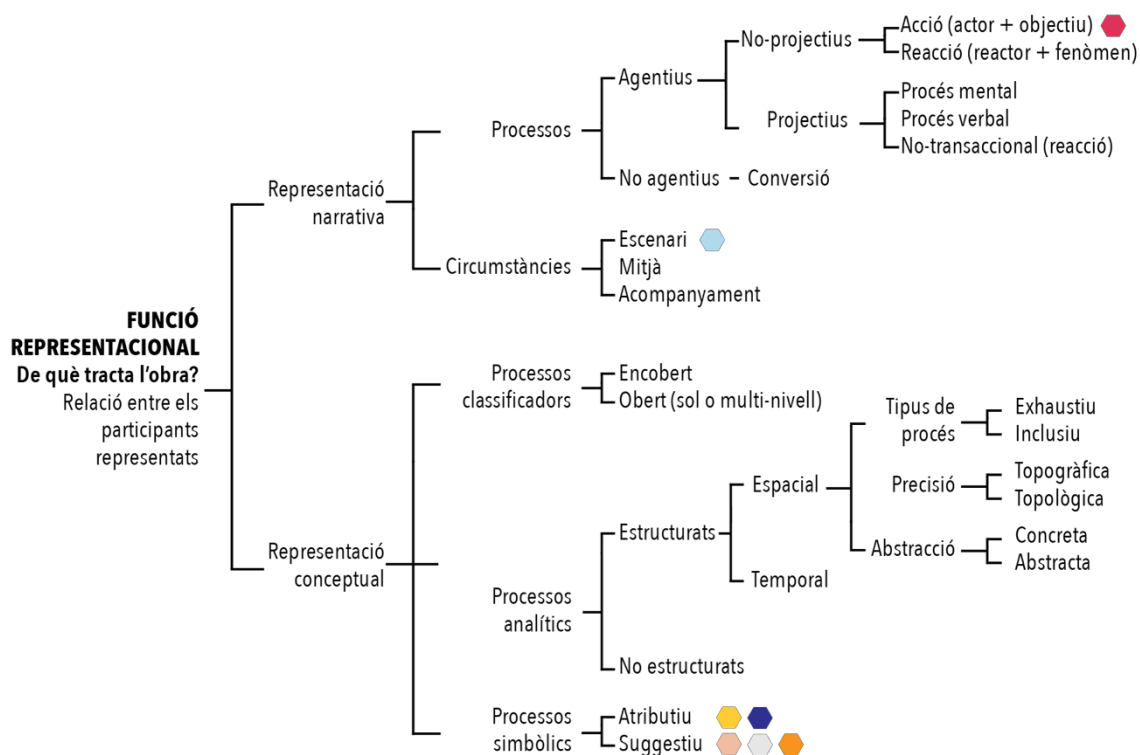 FUNCIÓ
REPRESENTACIONAL
De què tracta l'obra?
Relació entre els
participants
representats
Representació
narrativa
Processos
Agentius
No-projectius
Acció (actor + objectiu)
Reacció (reactor + fenòmen)
Projectius
Procés mental
Procés verbal
No-transaccional (reacció)
No agentius
Conversió
Circumstàncies
Escenari
Mitjà
Acompanyament
Representació
conceptual
Processos
classificadors
Encobert
Obert (sol o multi-nivell)
Processos
analítics
Estructurats
Espacial
Tipus de
procés
Exhaustiu
Inclusiu
Precisió
Topogràfica
Topològica
Abstracció
Concreta
Abstracta
Temporal
No estructurats
Processos
simbòlics
Atributiu
Suggestiu